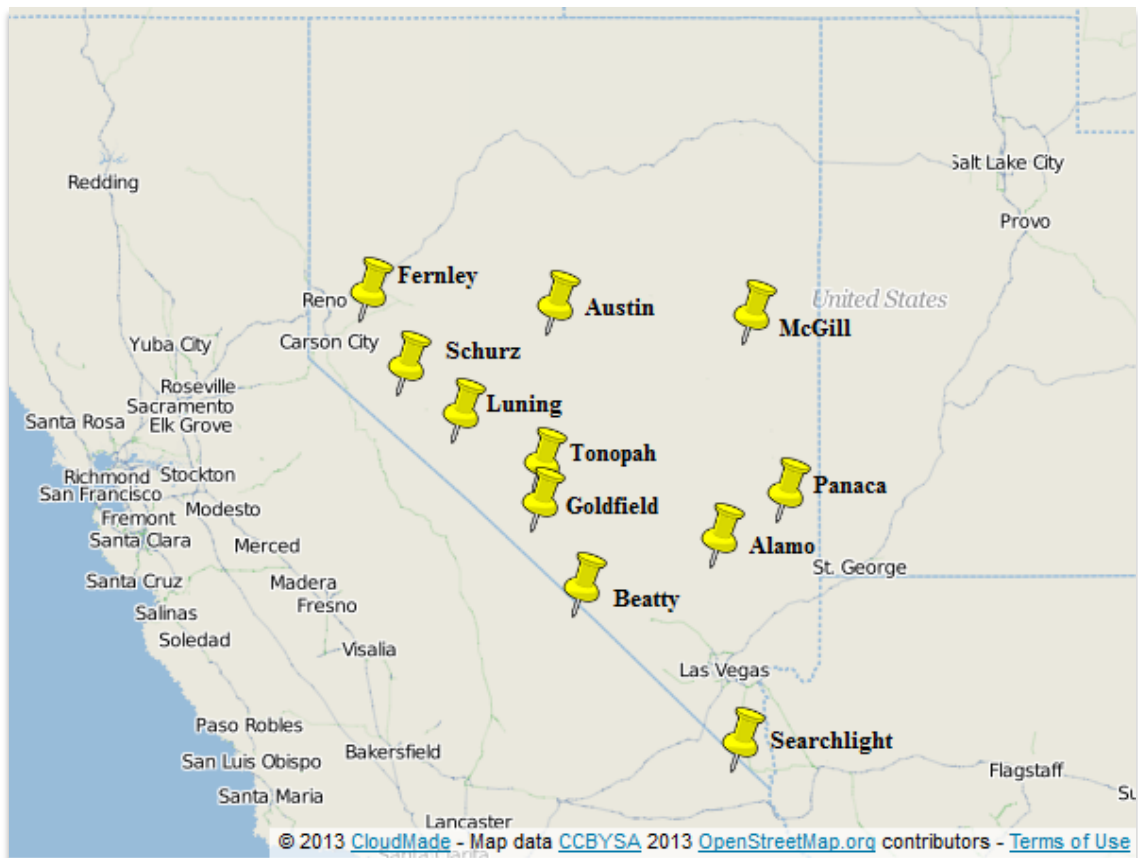 Redding
Salt Lake City
Provo
Fernley
Reno
Austin
United States
McGill
Carson City
Yuba City
Schurz
Roseville
Sacramento
Luning
Santa Rosa
Elk Grove
Tonopah
Richmond
Stockton
San Francisco
Panaca
Goldfield
Modesto
Fremont
Santa Clara
Merced
Alamo
St. George
Santa Cruz
Madera
Beatty
Fresno
Salinas
Soledad
Visalia
Las Vegas
Paso Robles
Searchlight
Bakersfield
San Luis Obispo
Flagstaff
Santa Maria
Su
Lancaster
© 2013 CloudMade - Map data CCBYSA 2013 OpenStreetMap.org contributors - Terms of Use
Santa Clarita